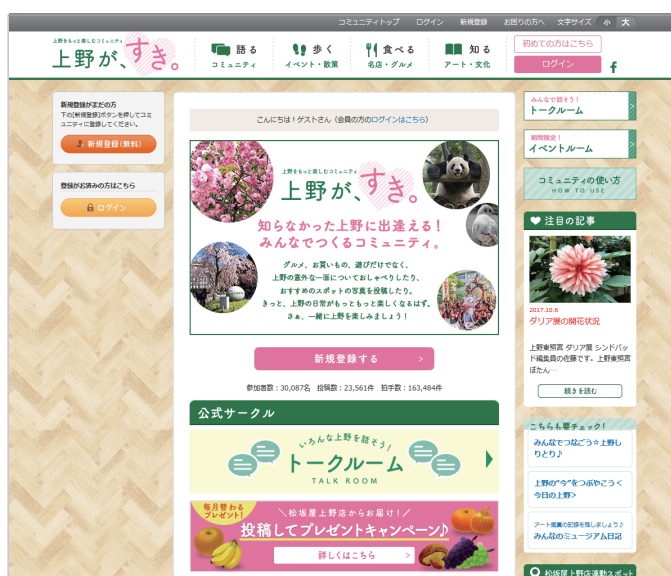 コミュニティトップ ログイン 新規登録 お困りの方へ 文字サイズ 小 大
上野をもっと楽しむコミュニティ
上野が、すき。
語る
コミュニティ
歩く
イベント・散策
食べる
名店・グルメ
知る
アート・文化
初めての方はこちら
ログイン
f
新規登録がまだの方
下の[新規登録]ボタンを押してコミ
ュニティに登録してください。
新規登録(無料)
登録がお済みの方はこちら
ログイン
こんにちは！ゲストさん（会員の方のログインはこちら）
上野をもっと楽しむコミュニティ
上野が、すき。
知らなかった上野に出逢える！
みんなでつくるコミュニティ。
グルメ、お買いもの、遊びだけでなく、
上野の意外な一面についておしゃべりしたり、
おすすめのスポットの写真を投稿したり。
きっと、上野の日常がもっともっと楽しくなるはず。
さぁ、一緒に上野を楽しみましょう！
新規登録する >
参加者数：30,087名 投稿数：23,561件 拍手数：163,484件
公式サークル
いろんな上野を話そう！
トークルーム
TALK ROOM
毎月替わる
プレゼント！
＼松坂屋上野店からお届け！／
投稿してプレゼントキャンペーン♪
詳しくはこちら >
みんなで話そう！
トークルーム
期間限定！
イベントルーム
コミュニティの使い方
HOW TO USE
注目の記事
2017.10.6
ダリア展の開花状況
上野東照宮 ダリア展 シンドバッ
ド編集員の佐藤です。上野東照宮
ぼたん…
続きを読む
こちらも要チェック！
みんなでつなごう☆上野し
りとり♪
上野の"今"をつぶやこう＜
今日の上野＞
アート鑑賞の記録を残しましょう♪
みんなのミュージアム日記
松坂屋上野店連動スポット